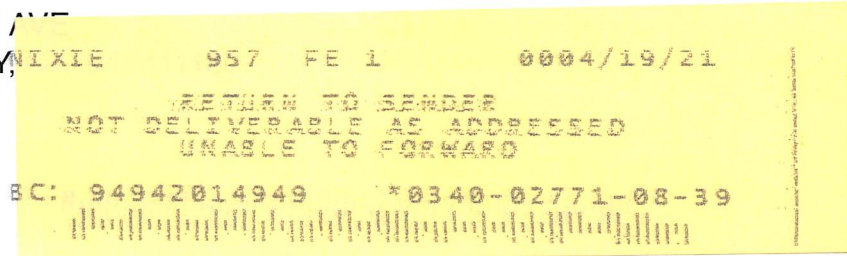 AVE
Y,
NIXIE 957 FE 1 0004/19/21
RETURN TO SENDER
NOT DELIVERABLE AS ADDRESSED
UNABLE TO FORWARD
BC: 94942014949 *0340-02771-08-39